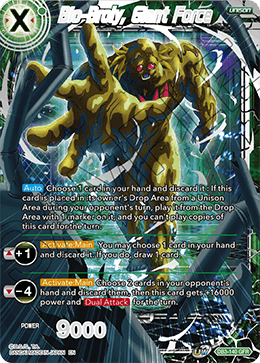 Bio-Broly, Giant Force
UNISON
X
Auto Choose 1 card in your hand and discard it : If this
card is placed in its owner's Drop Area from a Unison
Area during your opponent's turn, play it from the Drop
Area with 1 marker on it, and you can't play copies
of this card for the turn.
+1 Activate:Main You may choose 1 card in your hand
and discard it. If you do, draw 1 card.
-4 Activate:Main Choose 2 cards in your opponent's
hand and discard them, then this card gets +16000
power and Dual Attack for the turn.
POWER 9000
DB3-140 GFR